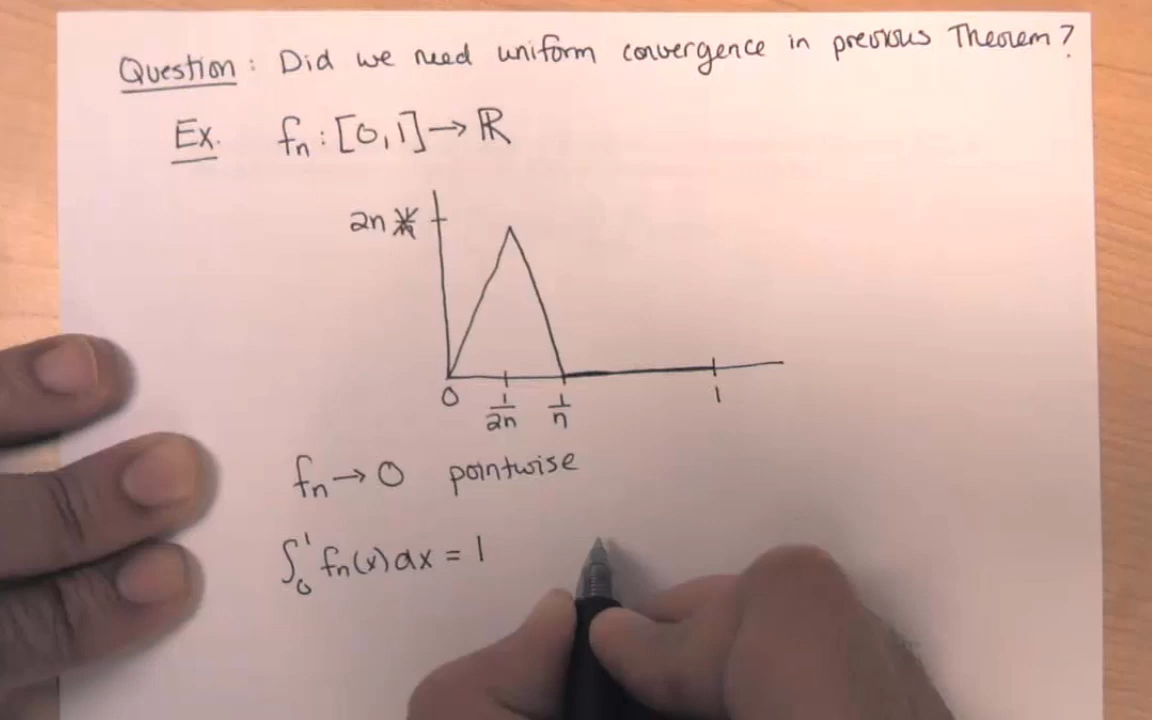 Question: Did we need uniform convergence in previous Theorem?
Ex. fₙ: [0,1] → ℝ
2n
0 1/2n 1/n 1
fₙ → 0 pointwise
∫₀¹ fₙ(x)dx = 1